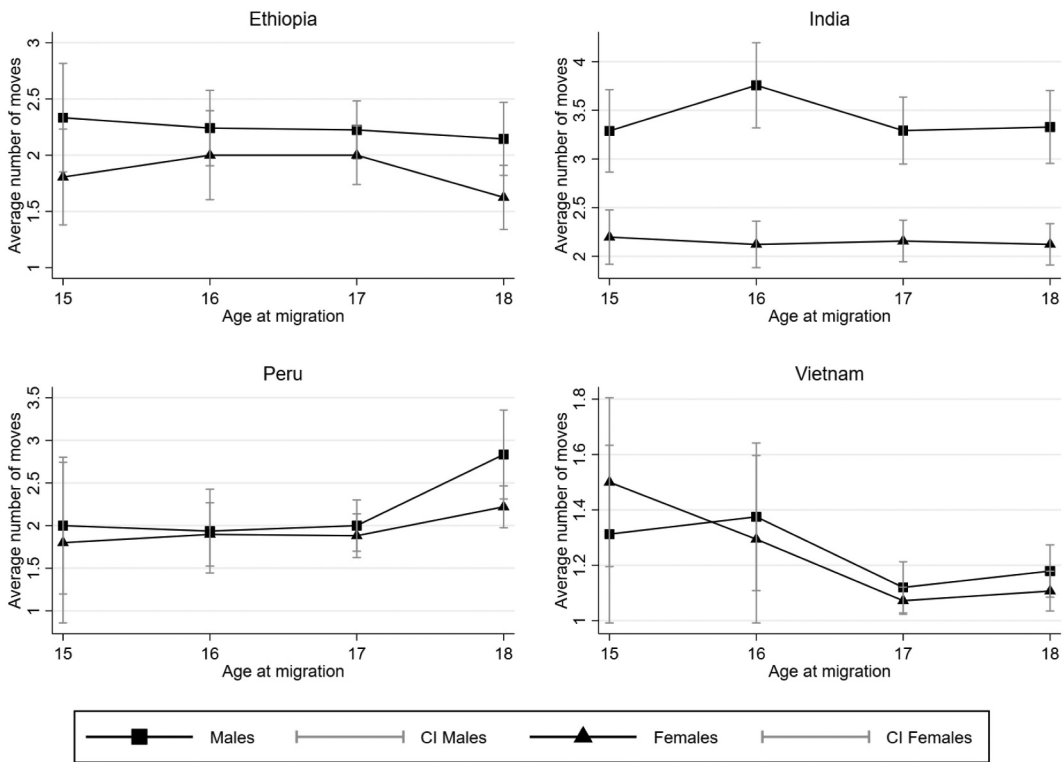 Ethiopia
Average number of moves
3
2.5
2
1.5
1
15 16 17 18
Age at migration
India
Average number of moves
4
3.5
3
2.5
2
15 16 17 18
Age at migration
Peru
Average number of moves
3.5
3
2.5
2
1.5
1
15 16 17 18
Age at migration
Vietnam
Average number of moves
1.8
1.6
1.4
1.2
1
15 16 17 18
Age at migration
Males CI Males Females CI Females